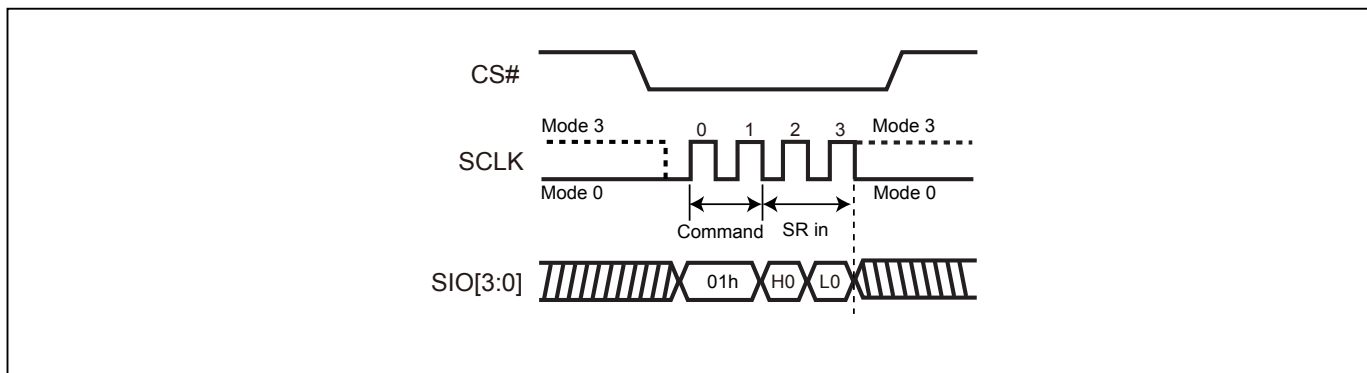 CS#
Mode 3 0 1 2 3 Mode 3
SCLK
Mode 0 Mode 0
Command SR in
SIO[3:0] 01h H0 L0